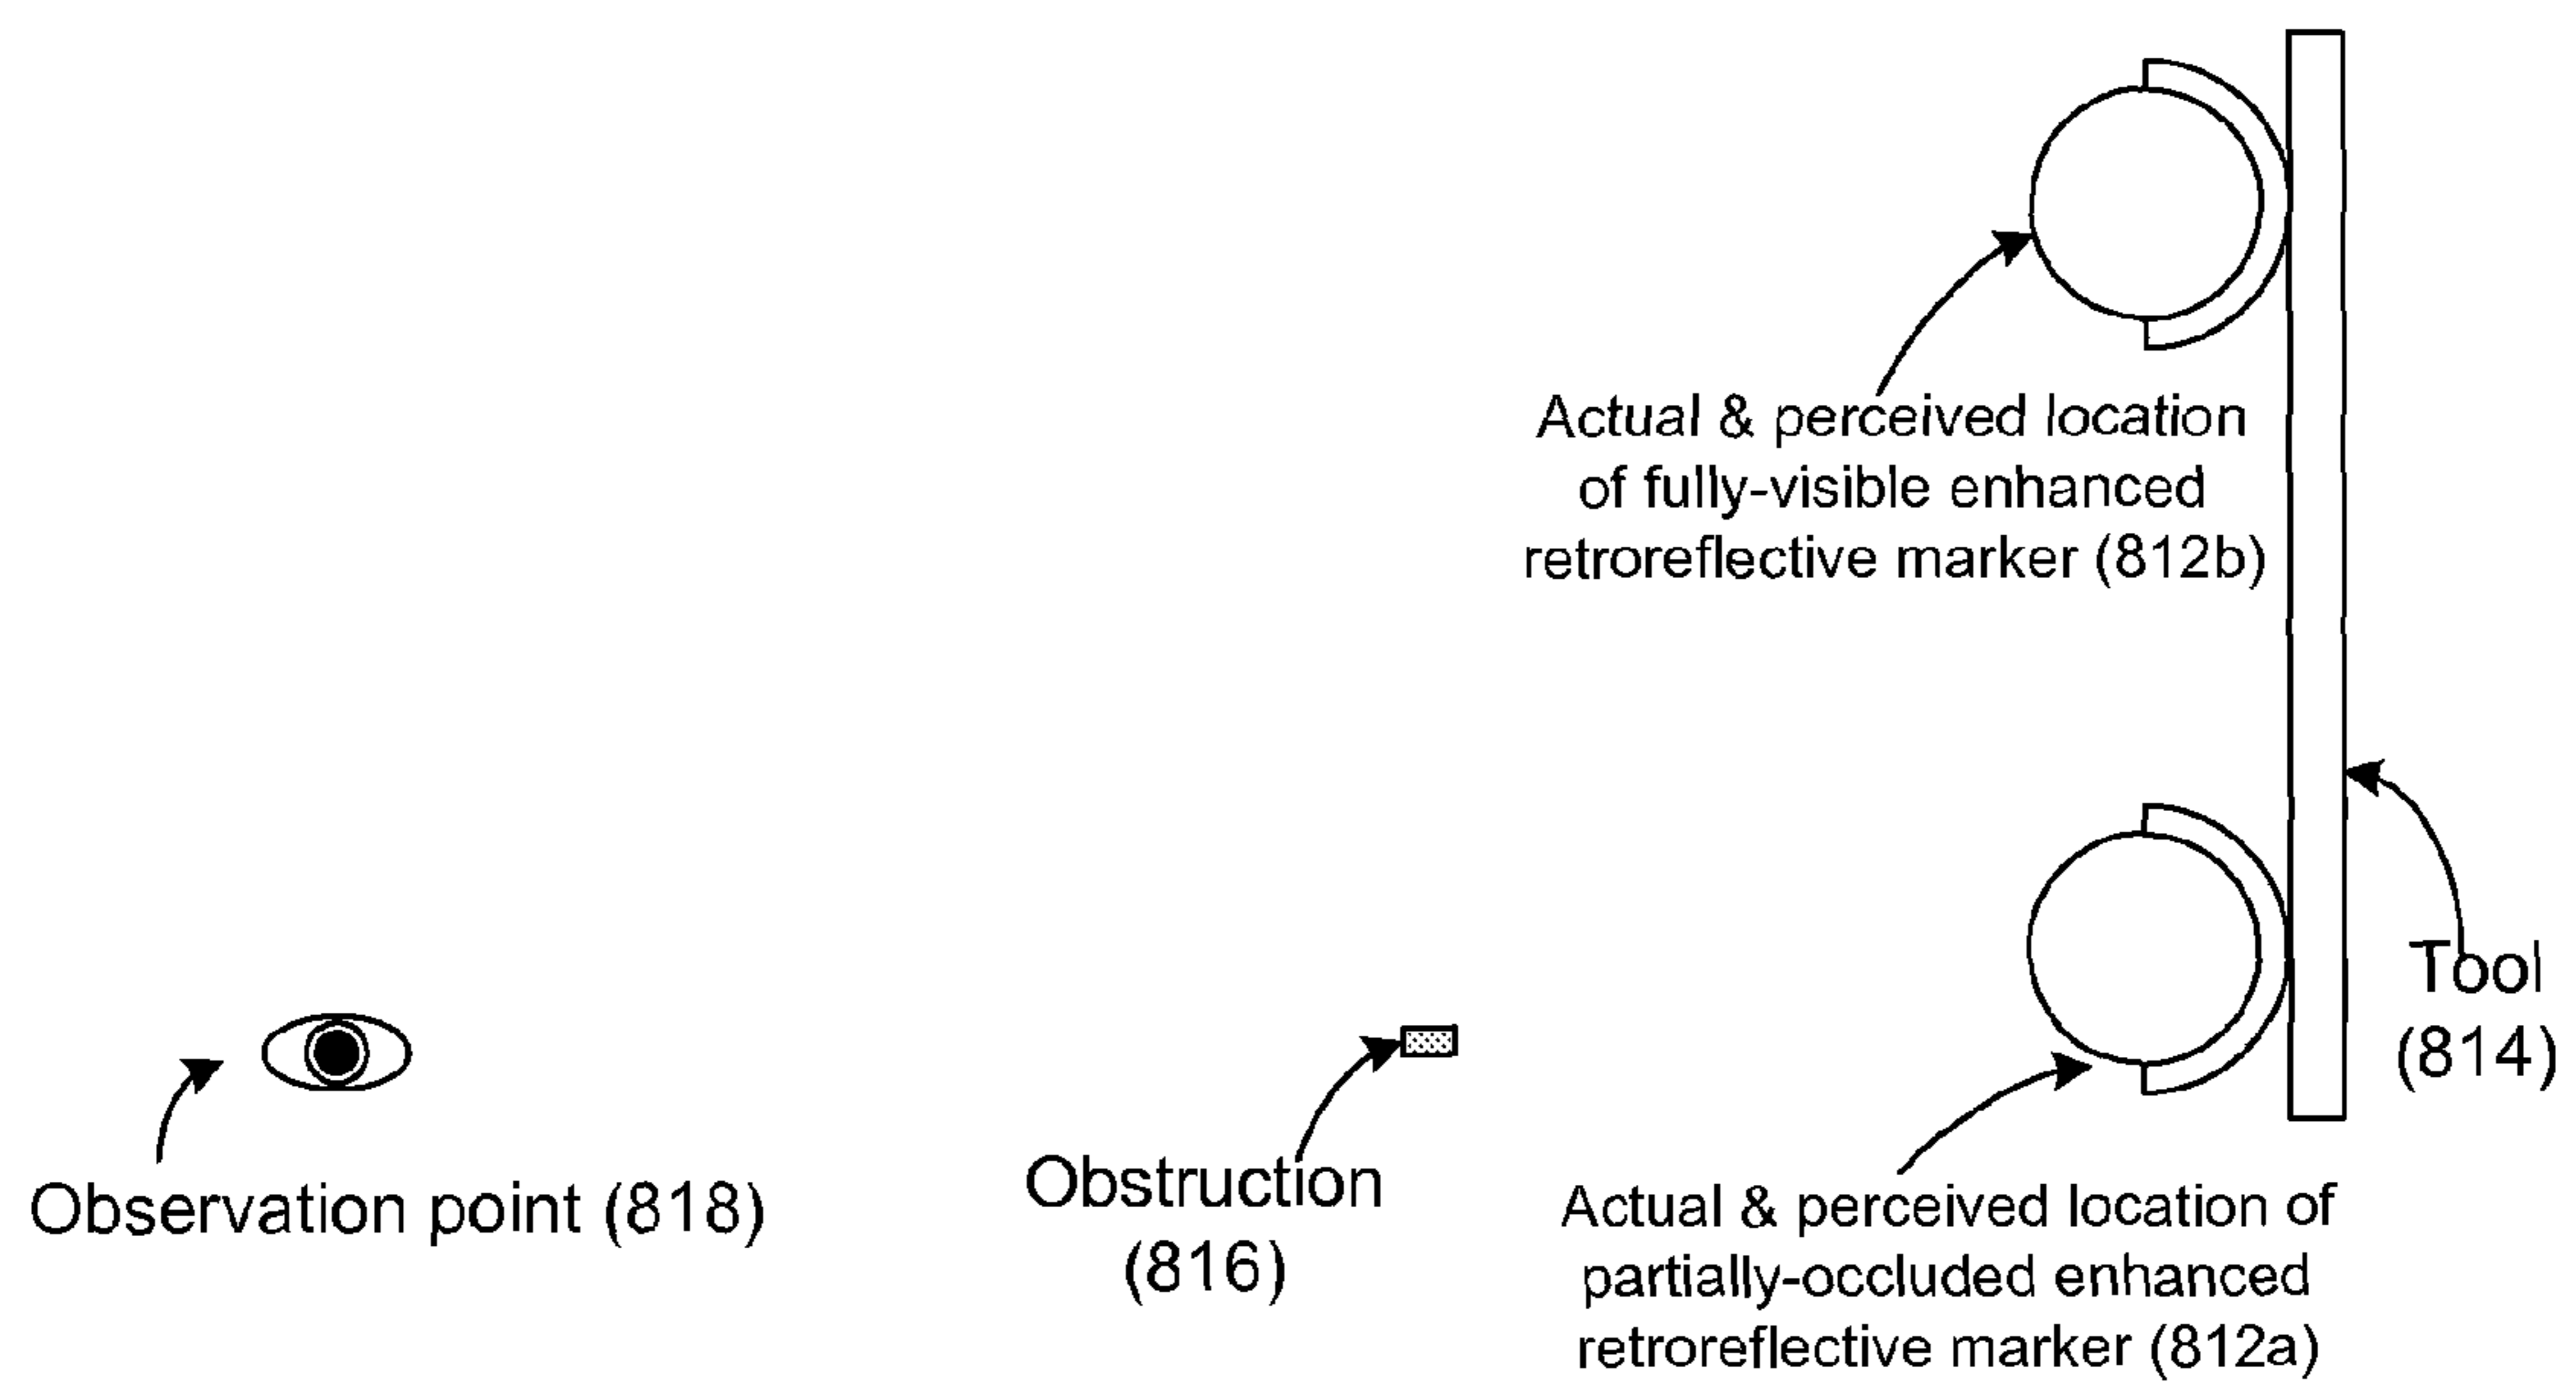 Actual & perceived location
of fully-visible enhanced
retroreflective marker (812b)
Tool
(814)
Observation point (818)
Obstruction
(816)
Actual & perceived location of
partially-occluded enhanced
retroreflective marker (812a)